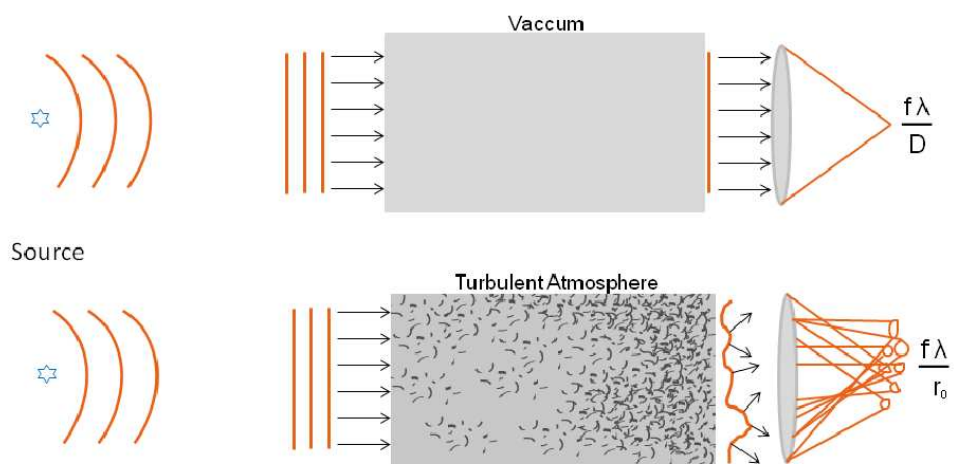 Vaccum
f λ
D
Source
Turbulent Atmosphere
f λ
r₀